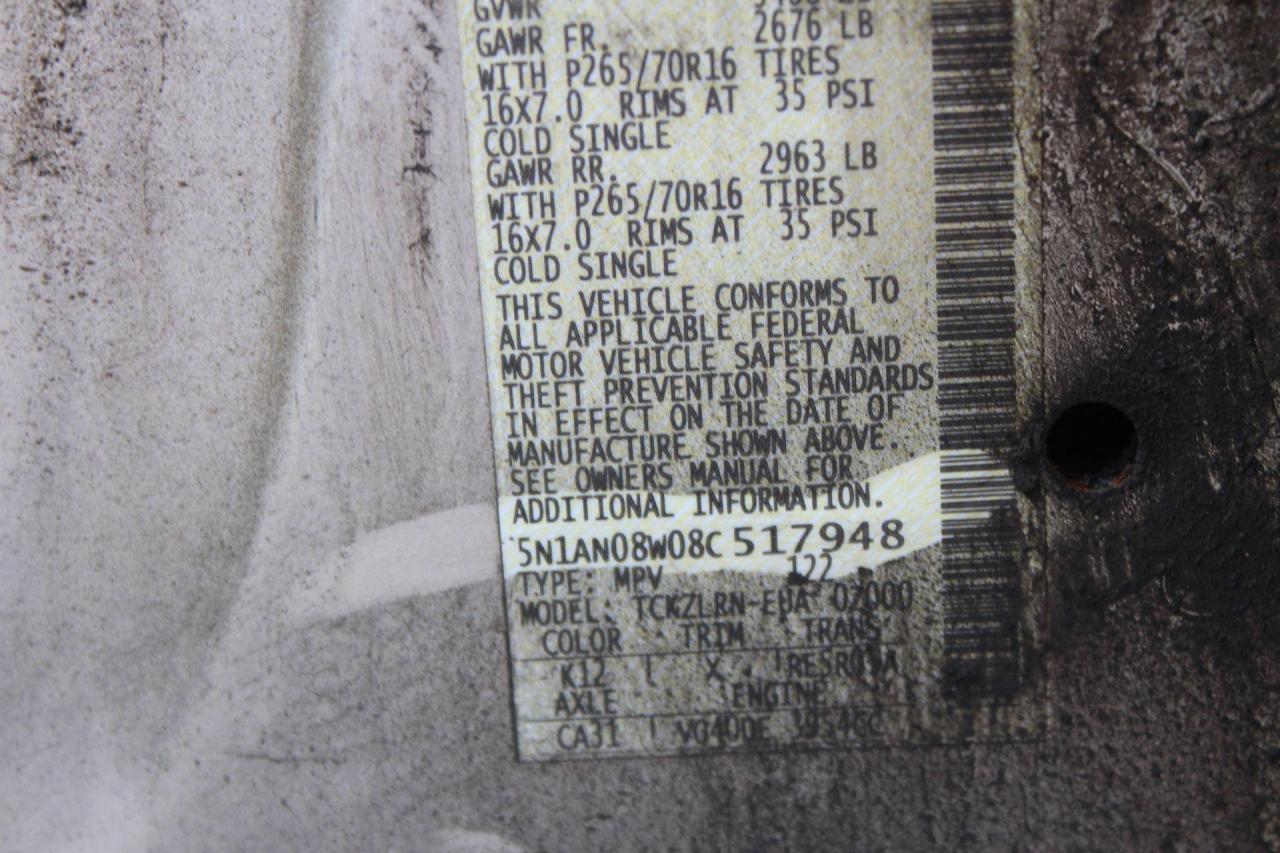 GVWR
GAWR FR. 2676 LB
WITH P265/70R16 TIRES
16X7.0 RIMS AT 35 PSI
COLD SINGLE
GAWR RR. 2963 LB
WITH P265/70R16 TIRES
16X7.0 RIMS AT 35 PSI
COLD SINGLE
THIS VEHICLE CONFORMS TO
ALL APPLICABLE FEDERAL
MOTOR VEHICLE SAFETY AND
THEFT PREVENTION STANDARDS
IN EFFECT ON THE DATE OF
MANUFACTURE SHOWN ABOVE.
SEE OWNERS MANUAL FOR
ADDITIONAL INFORMATION.
5N1AN08W08C517948
TYPE: MPV 122
MODEL: TCKZLRN-EUA
COLOR TRIM TRANS
K12 X
AXLE ENGINE
CA31